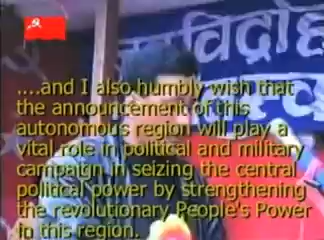 विद्रोह
....and I also humbly wish that
the announcement of this
autonomous region will play a
vital role in political and military
campaign in seizing the central
political power by strengthening
the revolutionary People's Power
in this region.